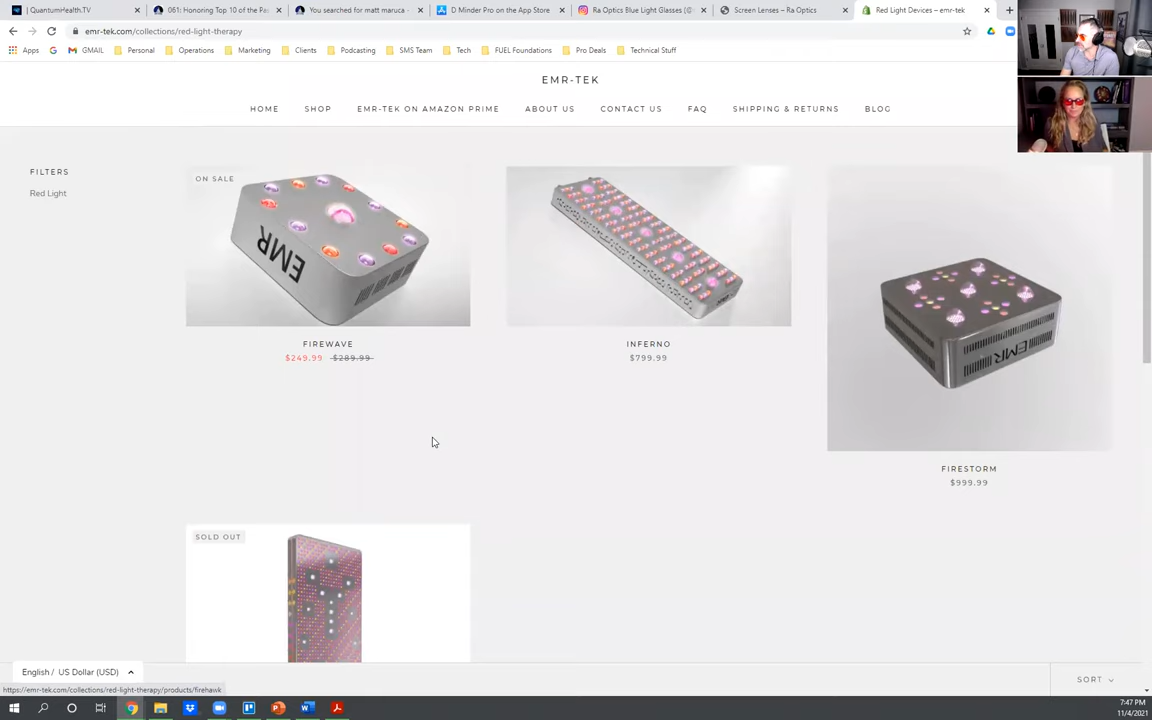 | QuantumHealth.TV
061: Honoring Top 10 of the Pas
You searched for matt maruca -
D Minder Pro on the App Store
Ra Optics Blue Light Glasses (@
Screen Lenses – Ra Optics
Red Light Devices – emr-tek
emr-tek.com/collections/red-light-therapy
Apps
Personal
Operations
Marketing
Clients
Podcasting
SMS Team
Tech
FUEL Foundations
Pro Deals
Technical Stuff
EMR-TEK
HOME
SHOP
EMR-TEK ON AMAZON PRIME
ABOUT US
CONTACT US
FAQ
SHIPPING & RETURNS
BLOG
FILTERS
Red Light
ON SALE
EMR
FIREWAVE
$249.99 $289.99
INFERNO
$799.99
EMR
FIRESTORM
$999.99
SOLD OUT
English / US Dollar (USD)
SORT
https://emr-tek.com/collections/red-light-therapy/products/firehawk
7:47 PM
11/4/2021